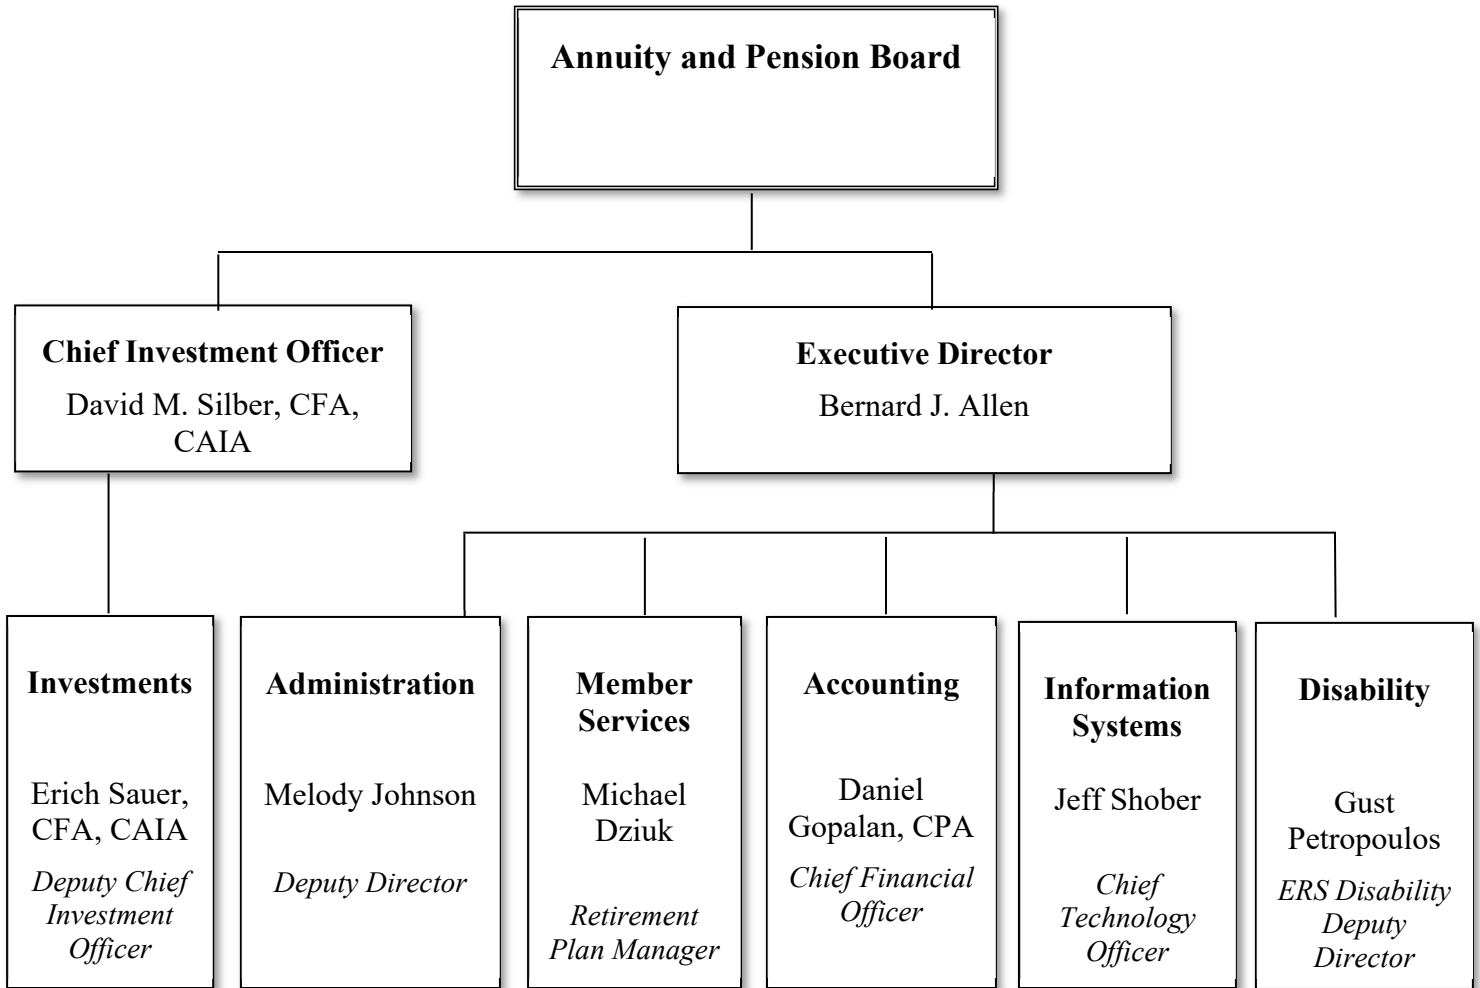 Annuity and Pension Board
Chief Investment Officer
David M. Silber, CFA,
CAIA
Executive Director
Bernard J. Allen
Investments
Erich Sauer,
CFA, CAIA
Deputy Chief
Investment
Officer
Administration
Melody Johnson
Deputy Director
Member
Services
Michael
Dziuk
Retirement
Plan Manager
Accounting
Daniel
Gopalan, CPA
Chief Financial
Officer
Information
Systems
Jeff Shober
Chief
Technology
Officer
Disability
Gust
Petropoulos
ERS Disability
Deputy
Director